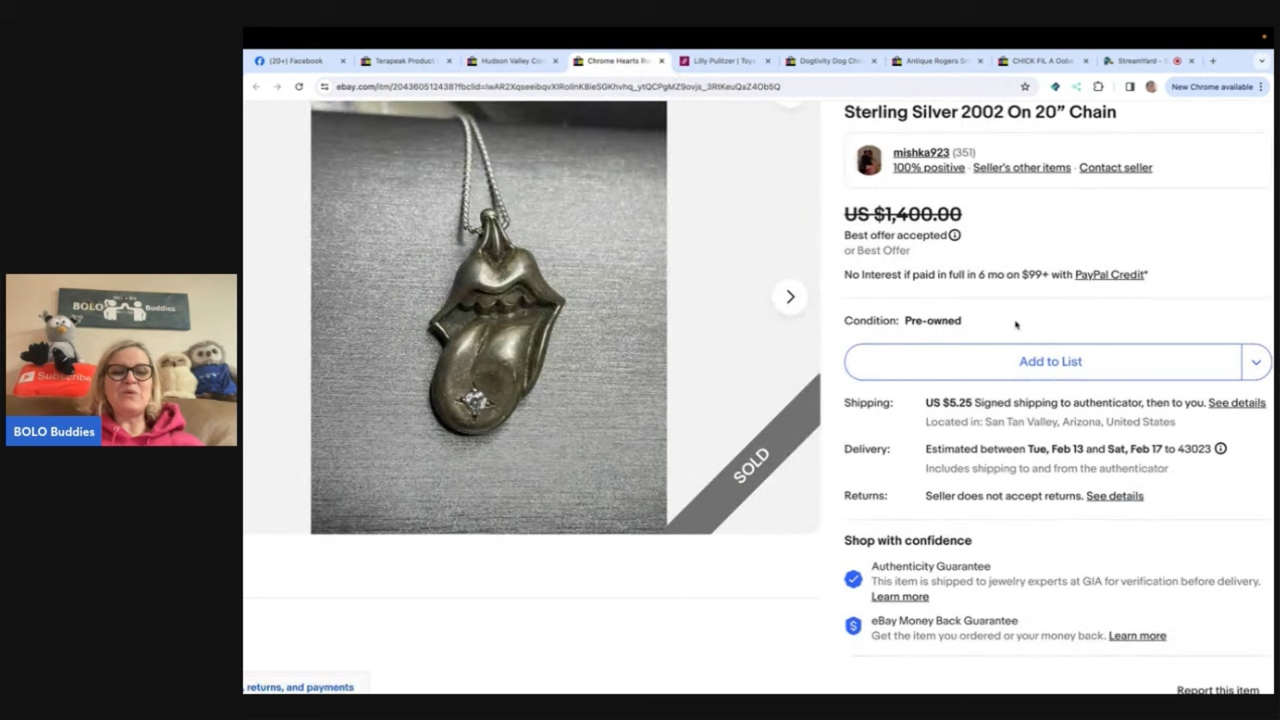 (20+) Facebook
Terapeak Product
Hudson Valley Co
Chrome Hearts Ro
Lilly Pulitzer | Toys
Dogtivity Dog Ch
Antique Rogers S
CHICK FIL A Oob
StreamYard - S
New Chrome available
Sterling Silver 2002 On 20” Chain
mishka923 (351)
100% positive · Seller's other items · Contact seller
US $1,400.00
Best offer accepted
or Best Offer
No Interest if paid in full in 6 mo on $99+ with PayPal Credit*
Condition: Pre-owned
Add to List
Shipping: US $5.25 Signed shipping to authenticator, then to you. See details
Located in: San Tan Valley, Arizona, United States
Delivery: Estimated between Tue, Feb 13 and Sat, Feb 17 to 43023
Includes shipping to and from the authenticator
Returns: Seller does not accept returns. See details
Shop with confidence
Authenticity Guarantee
This item is shipped to jewelry experts at GIA for verification before delivery.
Learn more
eBay Money Back Guarantee
Get the item you ordered or your money back. Learn more
Report this item
, returns, and payments
SOLD
BOLO Buddies
Subscribe
BOLO Buddies